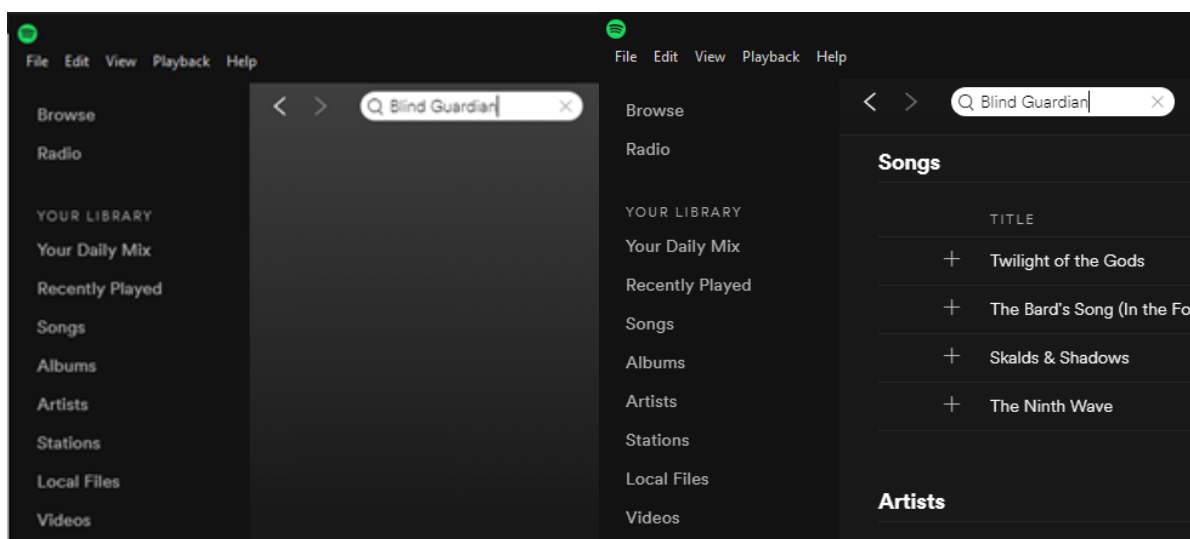 File Edit View Playback Help
Blind Guardian
Browse
Radio
YOUR LIBRARY
Your Daily Mix
Recently Played
Songs
Albums
Artists
Stations
Local Files
Videos
File Edit View Playback Help
Blind Guardian
Browse
Radio
YOUR LIBRARY
Your Daily Mix
Recently Played
Songs
Albums
Artists
Stations
Local Files
Videos
Songs
TITLE
Twilight of the Gods
The Bard's Song (In the Fo
Skalds & Shadows
The Ninth Wave
Artists